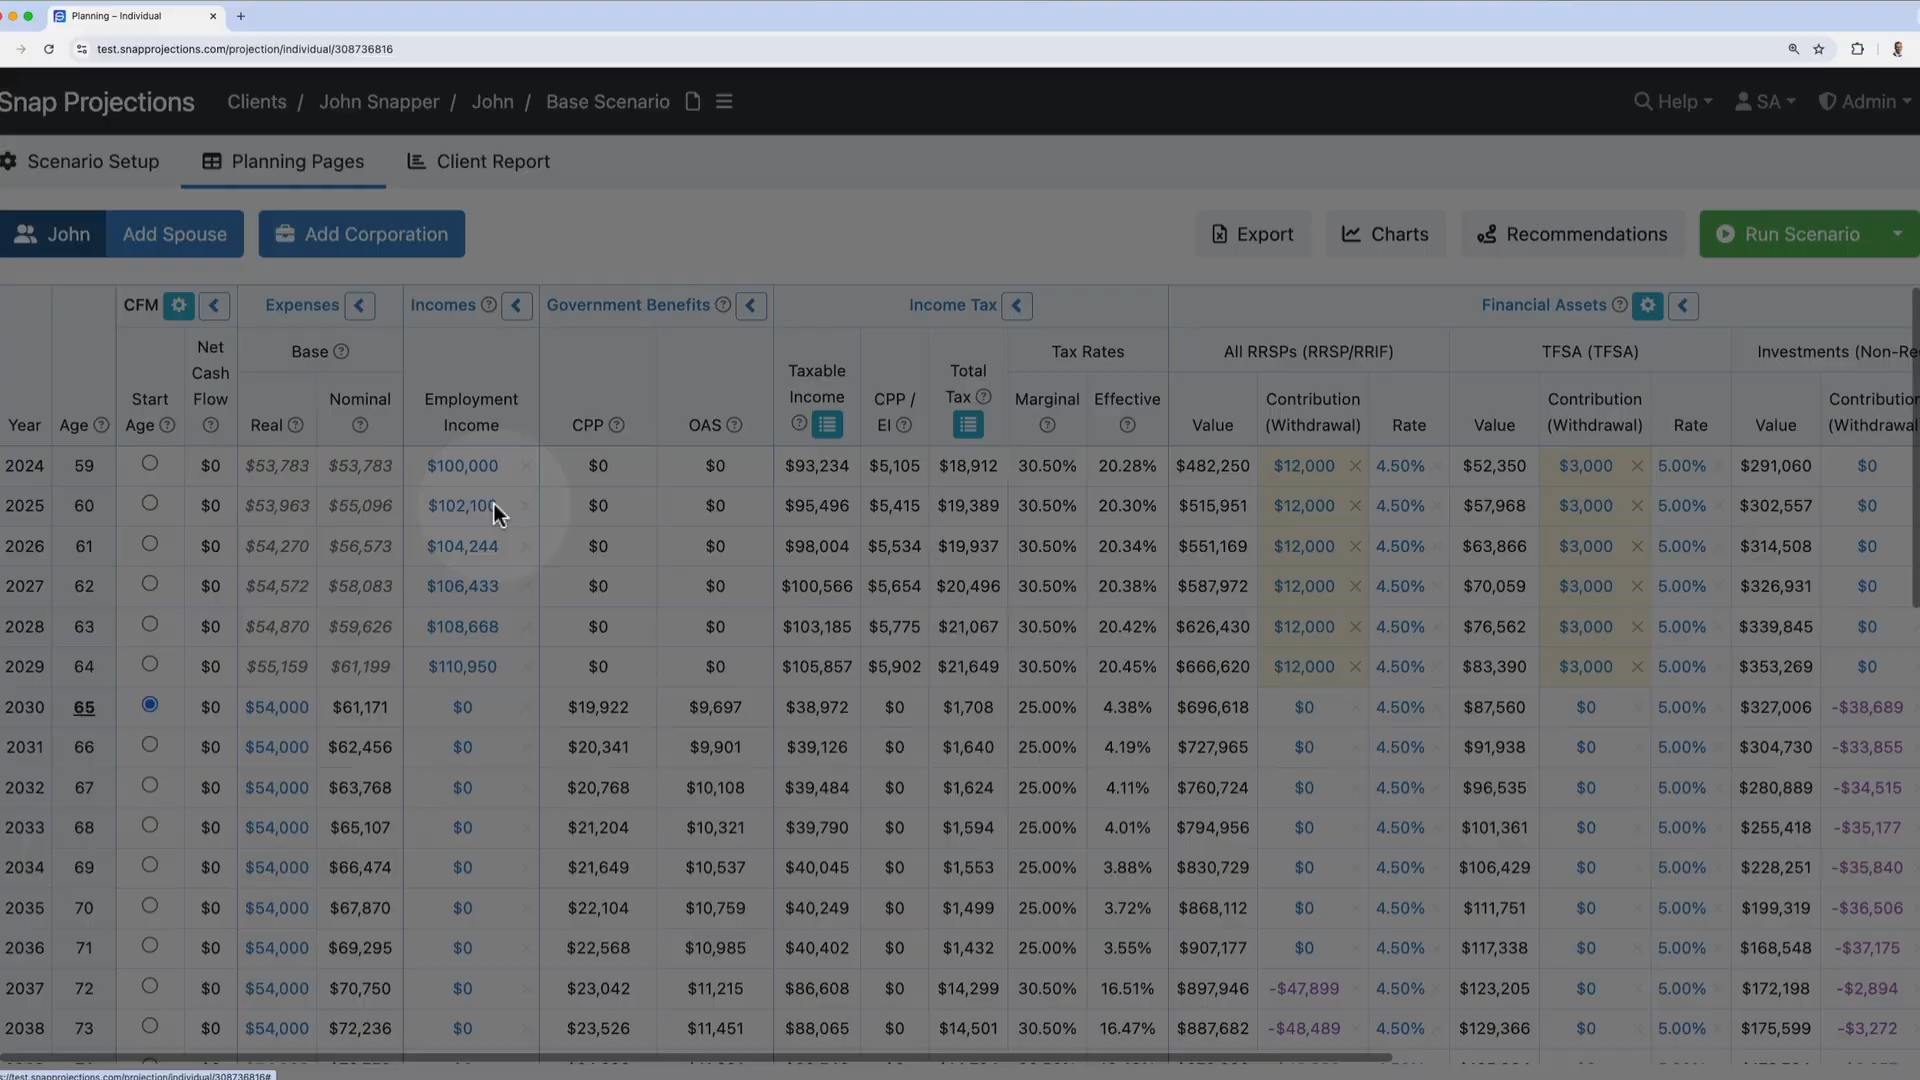 Planning – Individual
test.snapprojections.com/projection/individual/308736816
Snap Projections Clients / John Snapper / John / Base Scenario Help SA Admin
Scenario Setup Planning Pages Client Report
John Add Spouse Add Corporation Export Charts Recommendations Run Scenario
CFM Expenses Incomes Government Benefits Income Tax Financial Assets
Net Cash Flow Base Taxable Income Total Tax Tax Rates All RRSPs (RRSP/RRIF) TFSA (TFSA) Investments (Non-Re
Year Age Start Age Real Nominal Employment Income CPP OAS CPP / EI Marginal Effective Value Contribution (Withdrawal) Rate Value Contribution (Withdrawal) Rate Value Contribution (Withdrawal
2024 59 $0 $53,783 $53,783 $100,000 $0 $0 $93,234 $5,105 $18,912 30.50% 20.28% $482,250 $12,000 4.50% $52,350 $3,000 5.00% $291,060 $0
2025 60 $0 $53,963 $55,096 $102,100 $0 $0 $95,496 $5,415 $19,389 30.50% 20.30% $515,951 $12,000 4.50% $57,968 $3,000 5.00% $302,557 $0
2026 61 $0 $54,270 $56,573 $104,244 $0 $0 $98,004 $5,534 $19,937 30.50% 20.34% $551,169 $12,000 4.50% $63,866 $3,000 5.00% $314,508 $0
2027 62 $0 $54,572 $58,083 $106,433 $0 $0 $100,566 $5,654 $20,496 30.50% 20.38% $587,972 $12,000 4.50% $70,059 $3,000 5.00% $326,931 $0
2028 63 $0 $54,870 $59,626 $108,668 $0 $0 $103,185 $5,775 $21,067 30.50% 20.42% $626,430 $12,000 4.50% $76,562 $3,000 5.00% $339,845 $0
2029 64 $0 $55,159 $61,199 $110,950 $0 $0 $105,857 $5,902 $21,649 30.50% 20.45% $666,620 $12,000 4.50% $83,390 $3,000 5.00% $353,269 $0
2030 65 $0 $54,000 $61,171 $0 $19,922 $9,697 $38,972 $0 $1,708 25.00% 4.38% $696,618 $0 4.50% $87,560 $0 5.00% $327,006 -$38,689
2031 66 $0 $54,000 $62,456 $0 $20,341 $9,901 $39,126 $0 $1,640 25.00% 4.19% $727,965 $0 4.50% $91,938 $0 5.00% $304,730 -$33,855
2032 67 $0 $54,000 $63,768 $0 $20,768 $10,108 $39,484 $0 $1,624 25.00% 4.11% $760,724 $0 4.50% $96,535 $0 5.00% $280,889 -$34,515
2033 68 $0 $54,000 $65,107 $0 $21,204 $10,321 $39,790 $0 $1,594 25.00% 4.01% $794,956 $0 4.50% $101,361 $0 5.00% $255,418 -$35,177
2034 69 $0 $54,000 $66,474 $0 $21,649 $10,537 $40,045 $0 $1,553 25.00% 3.88% $830,729 $0 4.50% $106,429 $0 5.00% $228,251 -$35,840
2035 70 $0 $54,000 $67,870 $0 $22,104 $10,759 $40,249 $0 $1,499 25.00% 3.72% $868,112 $0 4.50% $111,751 $0 5.00% $199,319 -$36,506
2036 71 $0 $54,000 $69,295 $0 $22,568 $10,985 $40,402 $0 $1,432 25.00% 3.55% $907,177 $0 4.50% $117,338 $0 5.00% $168,548 -$37,175
2037 72 $0 $54,000 $70,750 $0 $23,042 $11,215 $86,608 $0 $14,299 30.50% 16.51% $897,946 -$47,899 4.50% $123,205 $0 5.00% $172,198 -$2,894
2038 73 $0 $54,000 $72,236 $0 $23,526 $11,451 $88,065 $0 $14,501 30.50% 16.47% $887,682 -$48,489 4.50% $129,366 $0 5.00% $175,599 -$3,272
s://test.snapprojections.com/projection/individual/308736816#